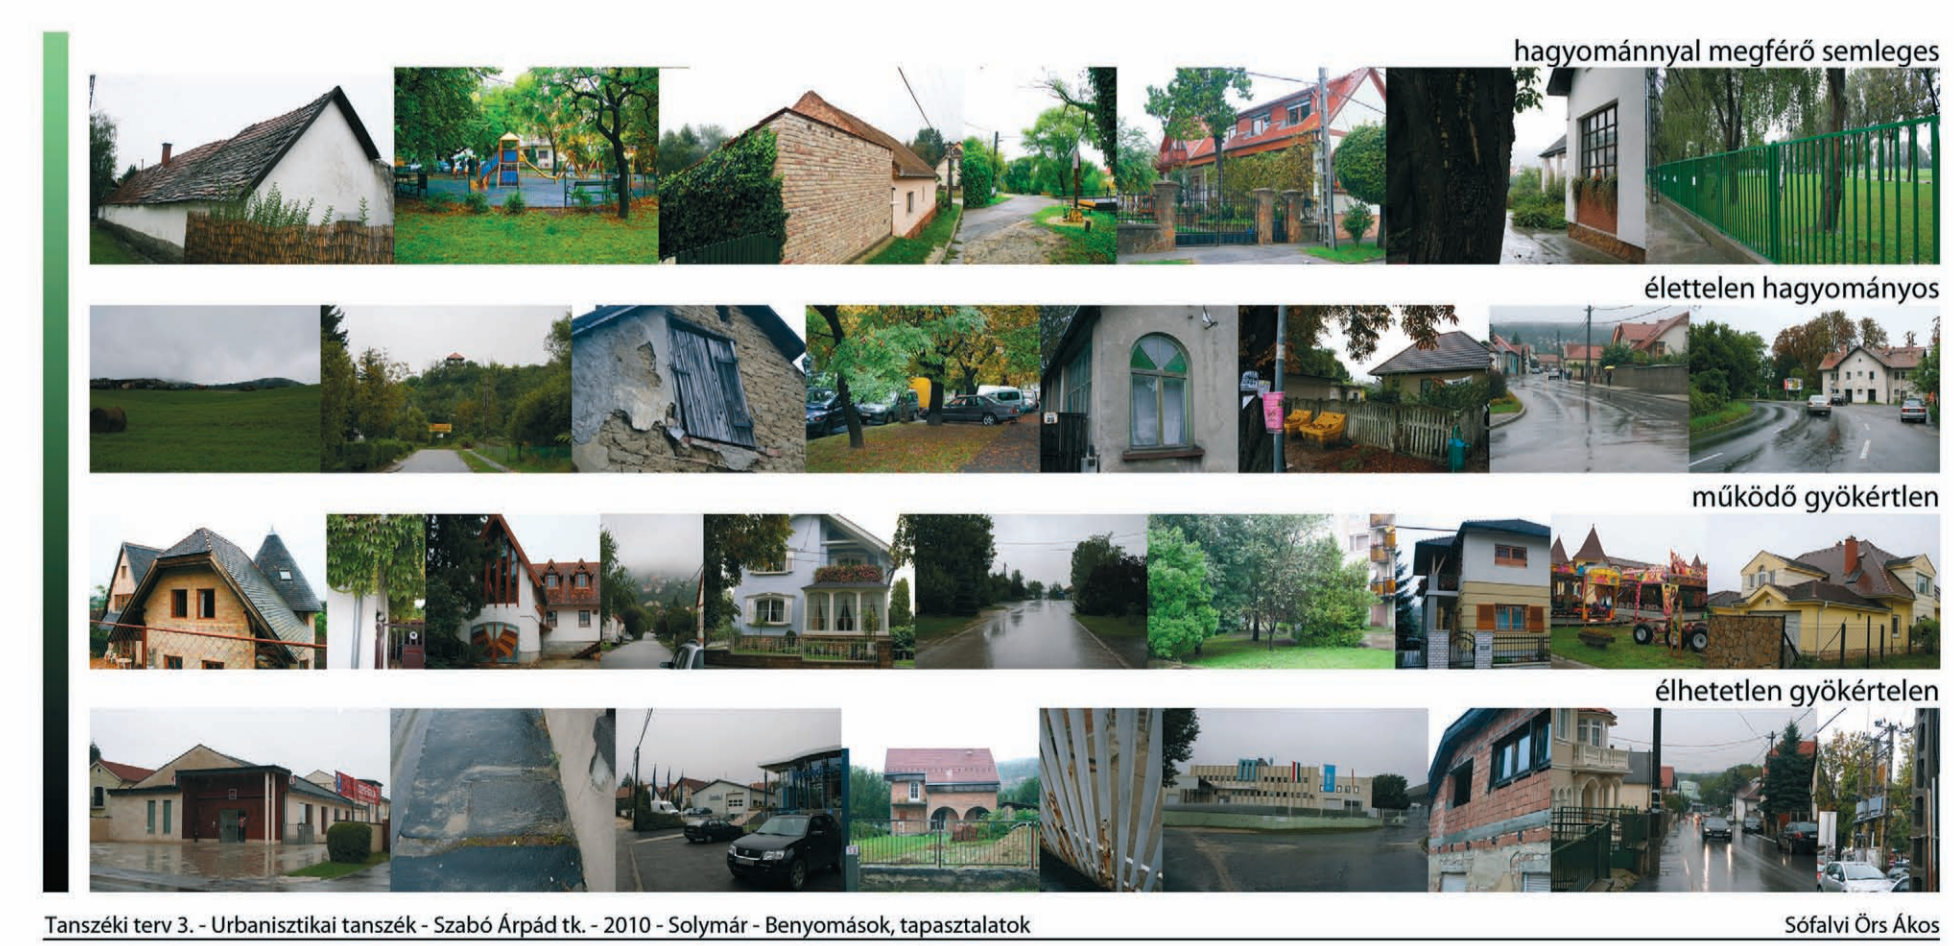 hagyománnyal megférő semleges
élettelen hagyományos
működő gyökértlen
élhetetlen gyökértelen
Tanszéki terv 3. - Urbanisztikai tanszék - Szabó Árpád tk. - 2010 - Solymár - Benyomások, tapasztalatok
Sófalvi Örs Ákos